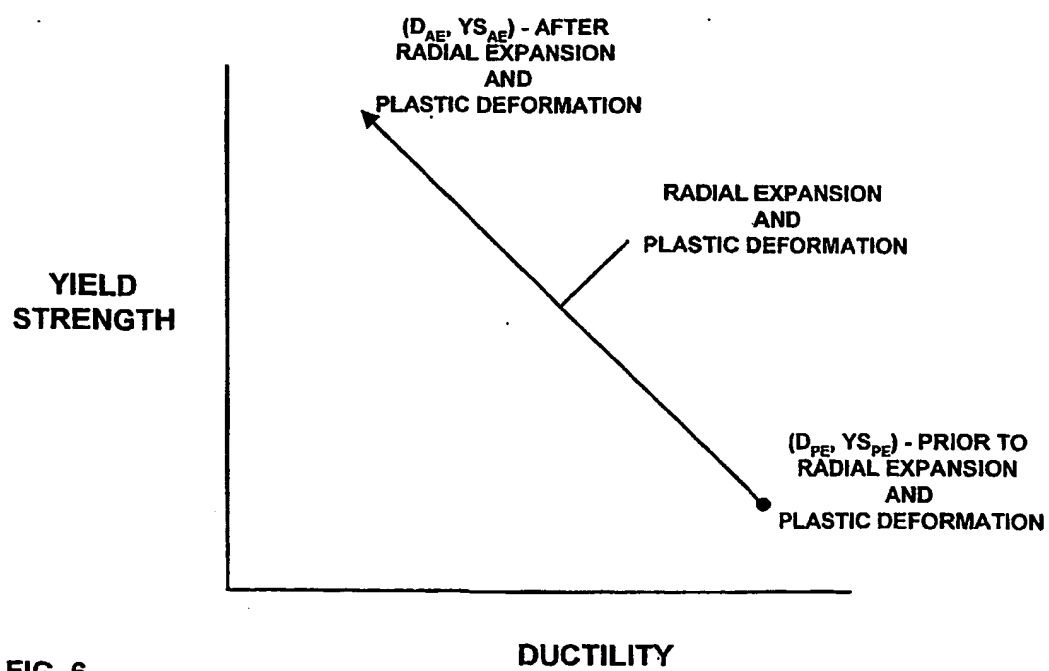 (D_AE, YS_AE) - AFTER
RADIAL EXPANSION
AND
PLASTIC DEFORMATION
RADIAL EXPANSION
AND
PLASTIC DEFORMATION
YIELD
STRENGTH
(D_PE, YS_PE) - PRIOR TO
RADIAL EXPANSION
AND
PLASTIC DEFORMATION
DUCTILITY
FIG. 6